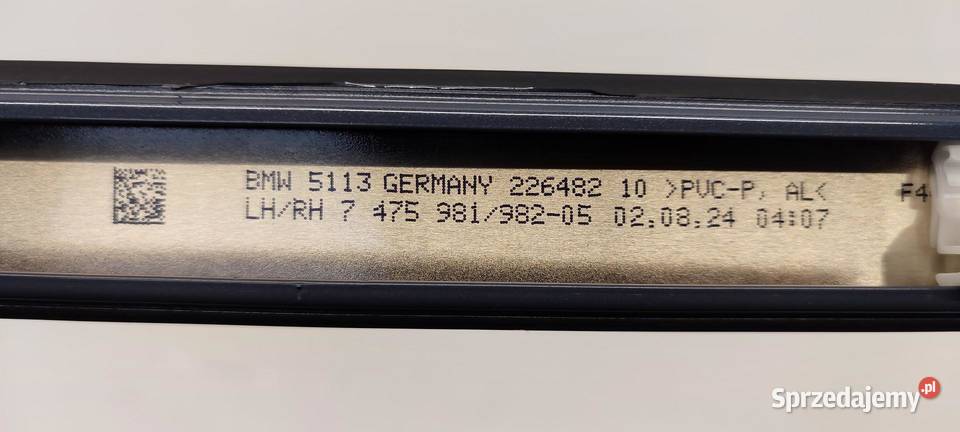 BMW 5113 GERMANY 226482 10 >PVC-P, AL<
LH/RH 7 475 981/982-05 02.08.24 04:07
F4
Sprzedajemy.pl